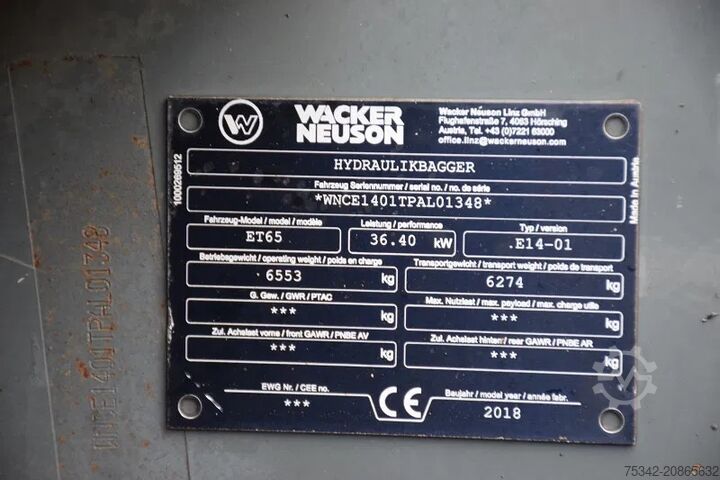 WACKER
NEUSON
Wacker Neuson Linz GmbH
Flughafenstraße 7, 4063 Hörsching
Austria, Tel. +43 (0)7221 63000
office.linz@wackerneuson.com
1000269512
HYDRAULIKBAGGER
Made in Austria
Fahrzeug Seriennummer / serial no. / no. de série
*WNCE1401TPAL01348*
Fahrzeug-Model / model / modèle Leistung / performance Typ / version
ET65 36.40 kW E14-01
Betriebsgewicht / operating weight / poids en charge Transportgewicht / transport weight / poids de transport
6553 kg 6274 kg
G. Gew. / GWR / PTAC Max. Nutzlast / max. payload / max. charge utile
*** kg *** kg
Zul. Achslast vorne / front GAWR / PNBE AV Zul. Achslast hinten / rear GAWR / PNBE AR
*** kg *** kg
EWG Nr. / CEE no. CE Baujahr / model year / année fabr.
*** 2018
WNCE1401TPAL01348
75342-20865632